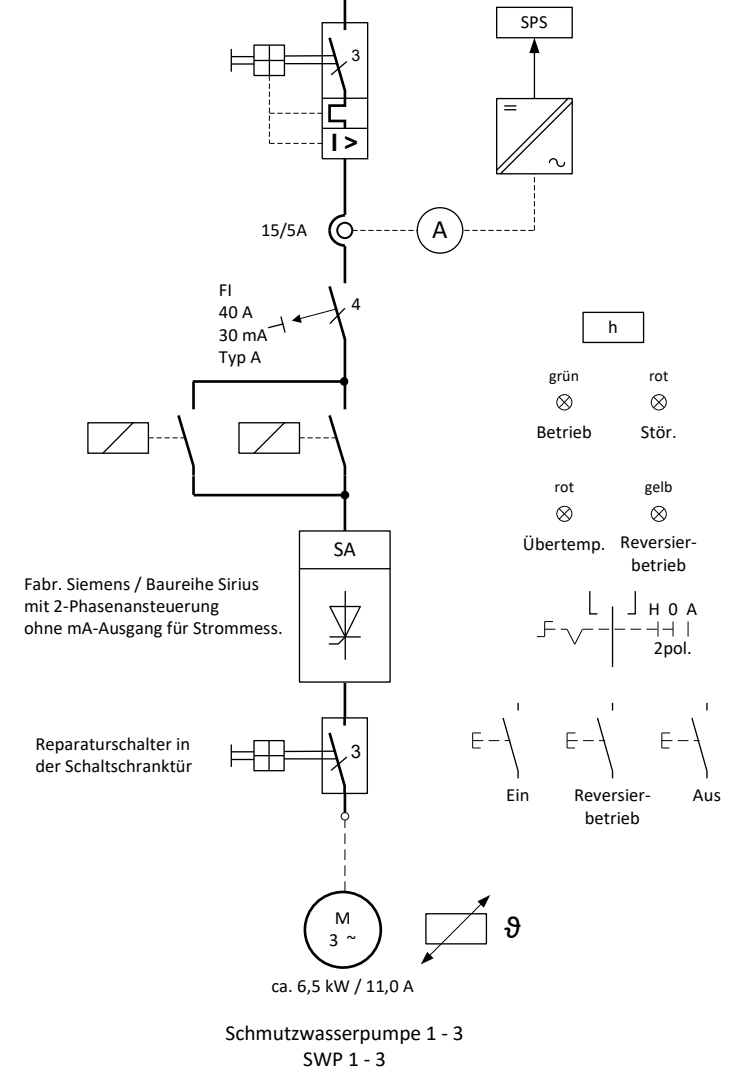 SPS
3
=
I >
~
15/5A
A
FI
40 A
30 mA
Typ A
4
h
grün
rot
Betrieb
Stör.
rot
gelb
Übertemp.
Reversier-
betrieb
SA
Fabr. Siemens / Baureihe Sirius
mit 2-Phasenansteuerung
ohne mA-Ausgang für Strommess.
H 0 A
2pol.
Reparaturschalter in
der Schaltschranktür
3
Ein
Reversier-
betrieb
Aus
M
3 ~
ϑ
ca. 6,5 kW / 11,0 A
Schmutzwasserpumpe 1 - 3
SWP 1 - 3